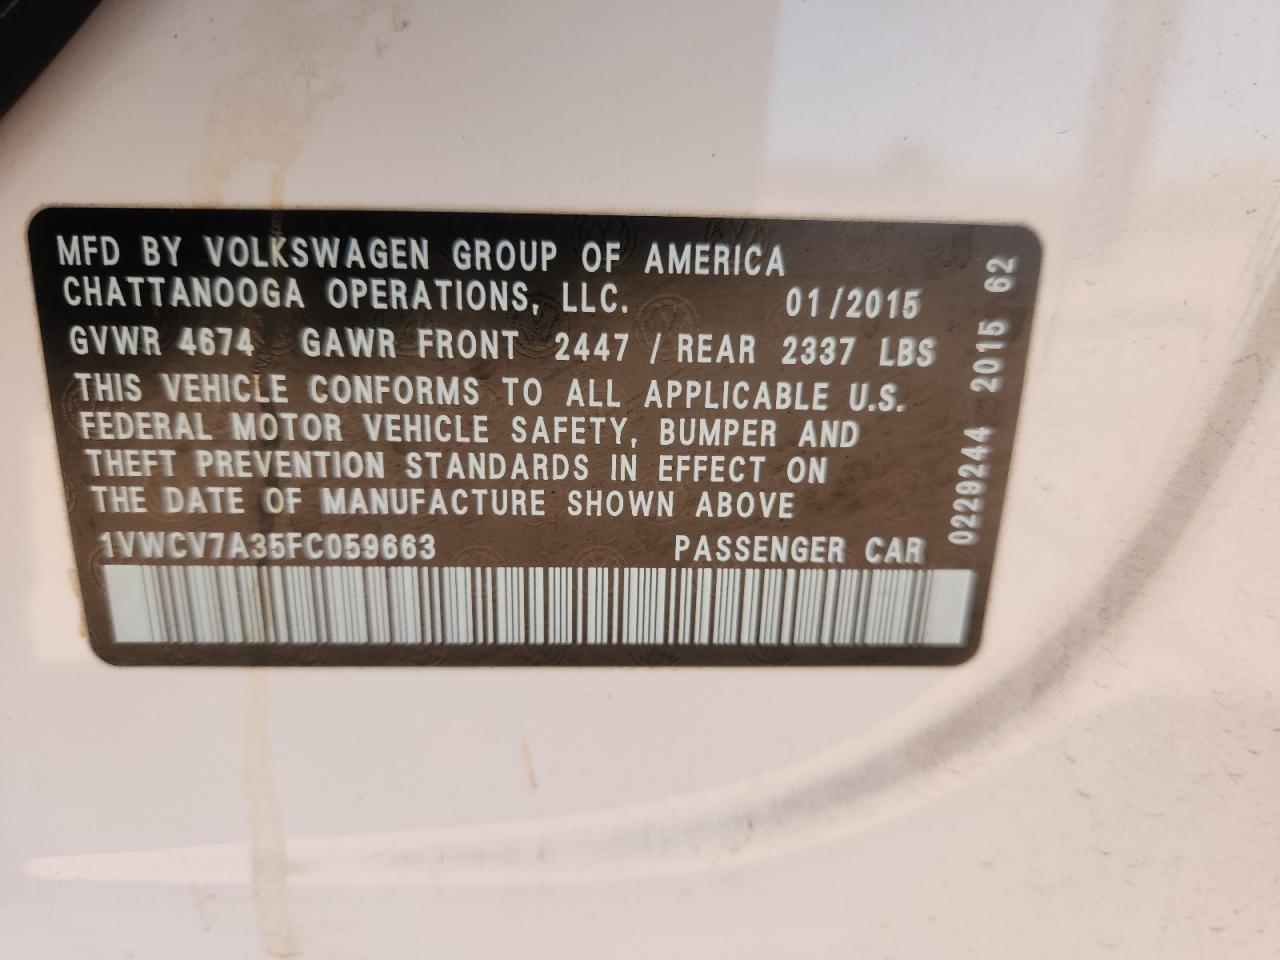 MFD BY VOLKSWAGEN GROUP OF AMERICA
CHATTANOOGA OPERATIONS, LLC. 01/2015
GVWR 4674 GAWR FRONT 2447 / REAR 2337 LBS
THIS VEHICLE CONFORMS TO ALL APPLICABLE U.S.
FEDERAL MOTOR VEHICLE SAFETY, BUMPER AND
THEFT PREVENTION STANDARDS IN EFFECT ON
THE DATE OF MANUFACTURE SHOWN ABOVE
1VWCV7A35FC059663 PASSENGER CAR
0229244 2015 62